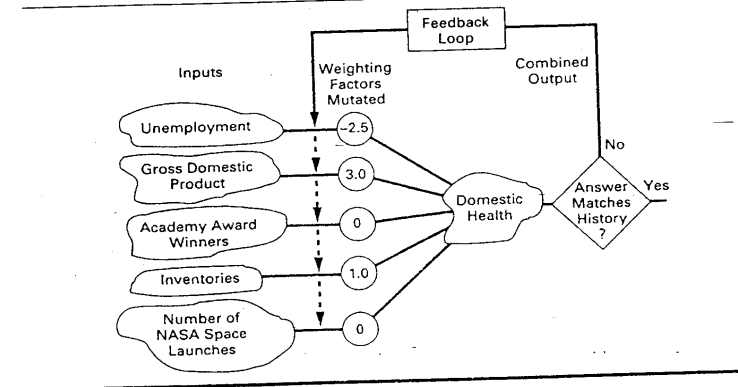 Feedback
Loop
Inputs
Weighting
Factors
Mutated
Combined
Output
Unemployment
-2.5
No
Gross Domestic
Product
3.0
Domestic
Health
Answer
Matches
History
?
Yes
Academy Award
Winners
0
Inventories
1.0
Number of
NASA Space
Launches
0